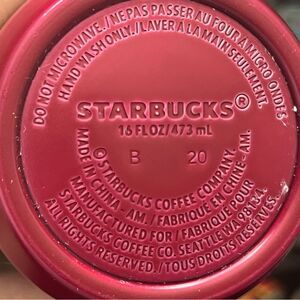 DO NOT MICROWAVE. / NE PAS PASSER AU FOUR À MICRO-ONDES.
HAND WASH ONLY. / LAVER À LA MAIN SEULEMENT.
STARBUCKS®
16 FL OZ/473 mL
B 20
©STARBUCKS COFFEE COMPANY.
MADE IN CHINA - AM. / FABRIQUÉ EN CHINE - AM.
MANUFACTURED FOR / FABRIQUÉ POUR
STARBUCKS COFFEE CO. SEATTLE, WA 98134.
ALL RIGHTS RESERVED. / TOUS DROITS RÉSERVÉS.